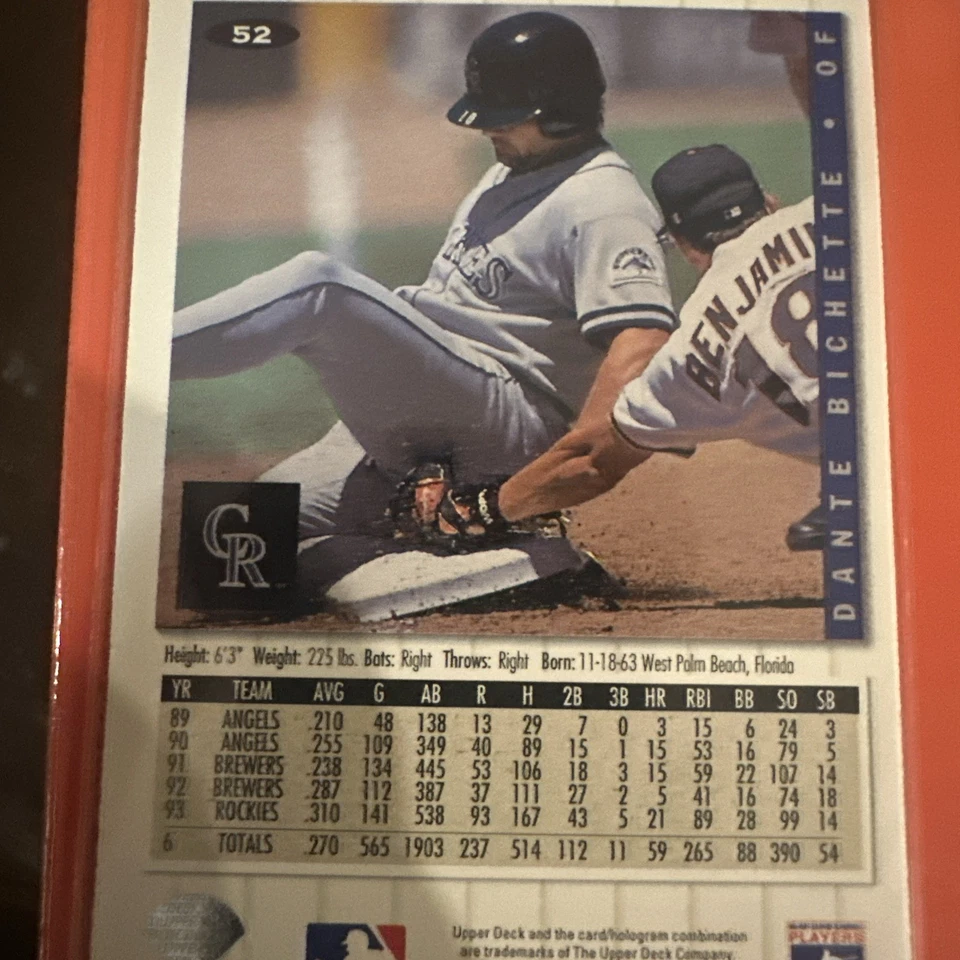 52
10
KIES
BENJAMIN
18
DANTE BICHETTE • OF
CR
Height: 6'3" Weight: 225 lbs. Bats: Right Throws: Right Born: 11-18-63 West Palm Beach, Florida
YR TEAM AVG G AB R H 2B 3B HR RBI BB SO SB
89 ANGELS .210 48 138 13 29 7 0 3 15 6 24 3
90 ANGELS .255 109 349 40 89 15 1 15 53 16 79 5
91 BREWERS .238 134 445 53 106 18 3 15 59 22 107 14
92 BREWERS .287 112 387 37 111 27 2 5 41 16 74 18
93 ROCKIES .310 141 538 93 167 43 5 21 89 28 99 14
6 TOTALS .270 565 1903 237 514 112 11 59 265 88 390 54
Upper Deck and the card/hologram combination
are trademarks of The Upper Deck Company.
PLAYERS